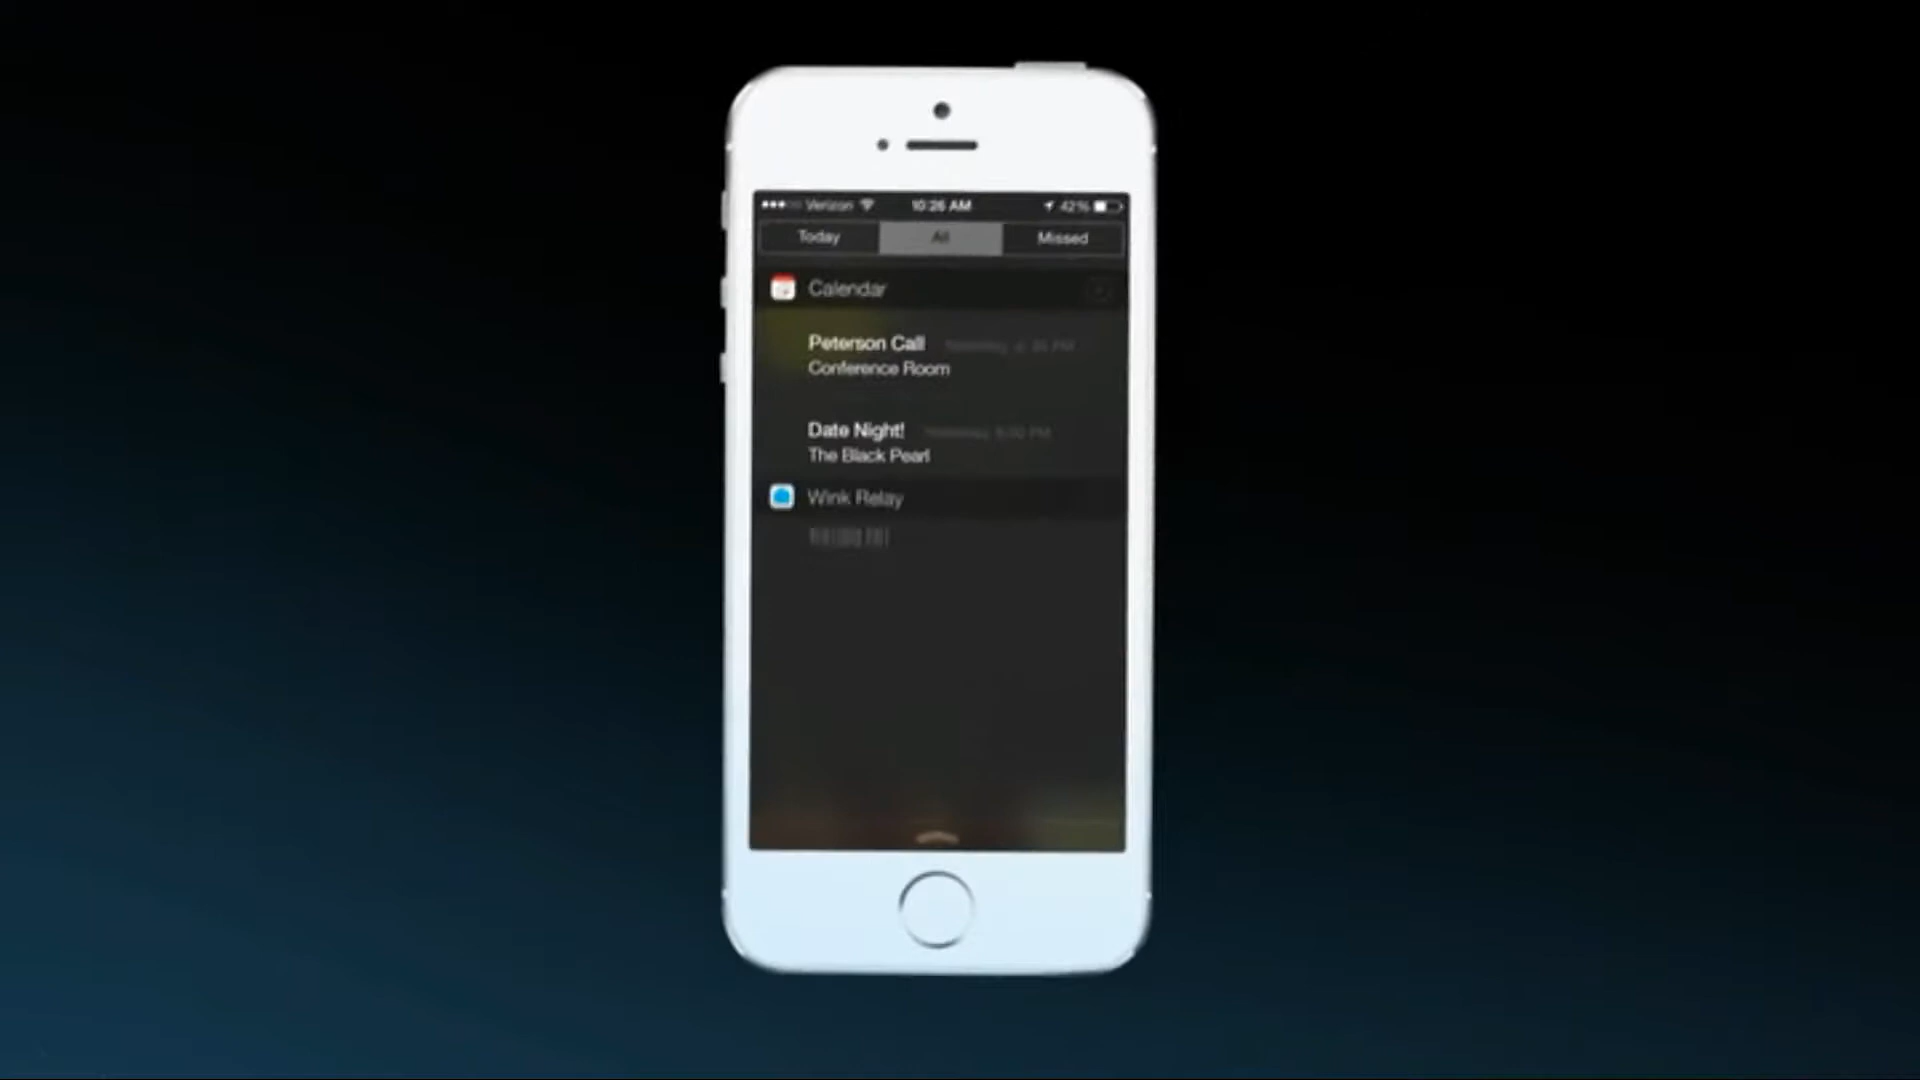 Verizon 10:26 AM 42%
Today All Missed
Calendar
Peterson Call
Conference Room
Date Night!
The Black Pearl
Wink Relay